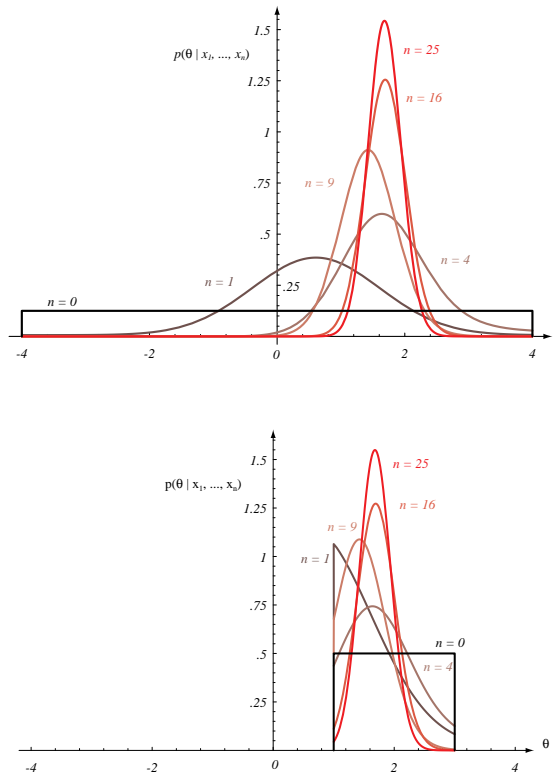 1.5
p(θ | x1, ..., xn)
n = 25
1.25
n = 16
1
n = 9
.75
.5
n = 4
n = 1
.25
n = 0
-4 -2 0 2 4
1.5
n = 25
p(θ | x1, ..., xn)
1.25
n = 16
n = 9
1
n = 1
.75
n = 0
.5
n = 4
.25
θ
-4 -2 0 2 4